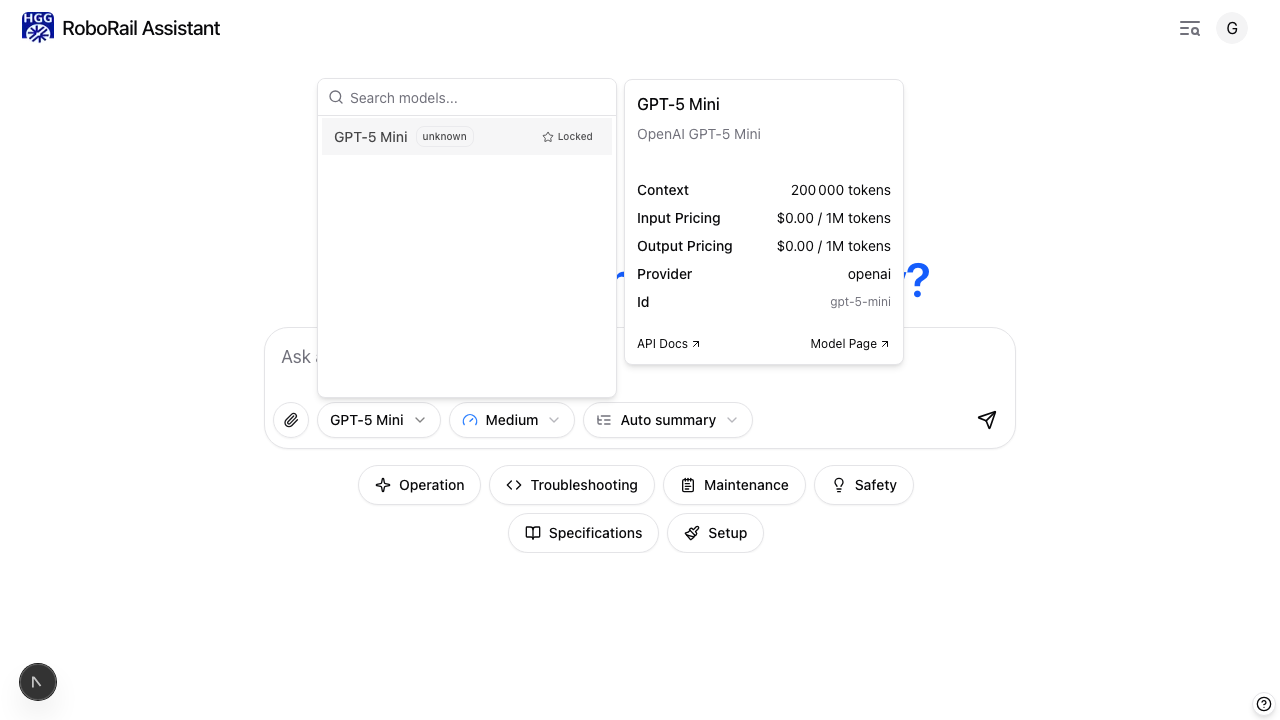 HGG
RoboRail Assistant
G
Search models...
GPT-5 Mini
unknown
Locked
GPT-5 Mini
OpenAI GPT-5 Mini
Context
200 000 tokens
Input Pricing
$0.00 / 1M tokens
Output Pricing
$0.00 / 1M tokens
Provider
openai
Id
gpt-5-mini
API Docs
Model Page
?
Ask
GPT-5 Mini
Medium
Auto summary
Operation
Troubleshooting
Maintenance
Safety
Specifications
Setup